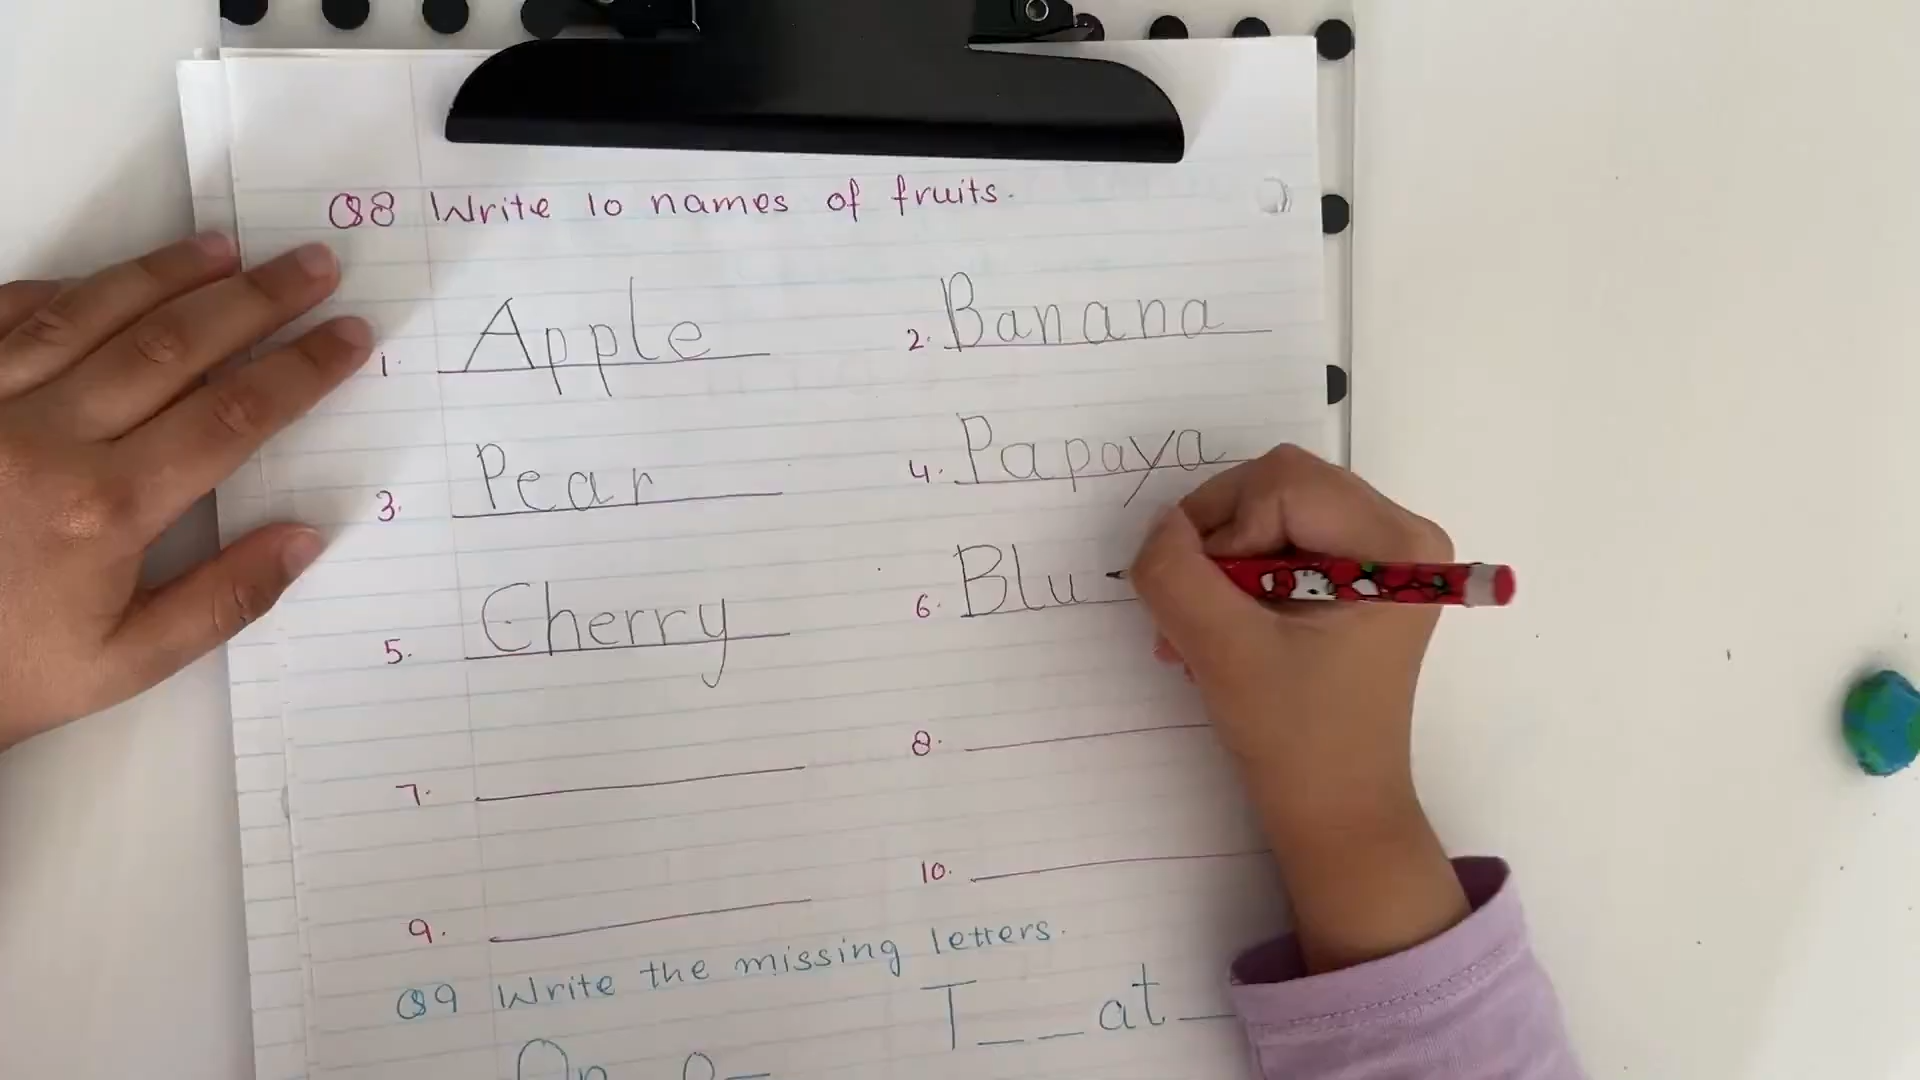 Q8 Write 10 names of fruits.
1. Apple 2. Banana
3. Pear 4. Papaya
5. Cherry 6. Blu
7. 8.
9. 10.
Q9 Write the missing letters.
T _ _ at _